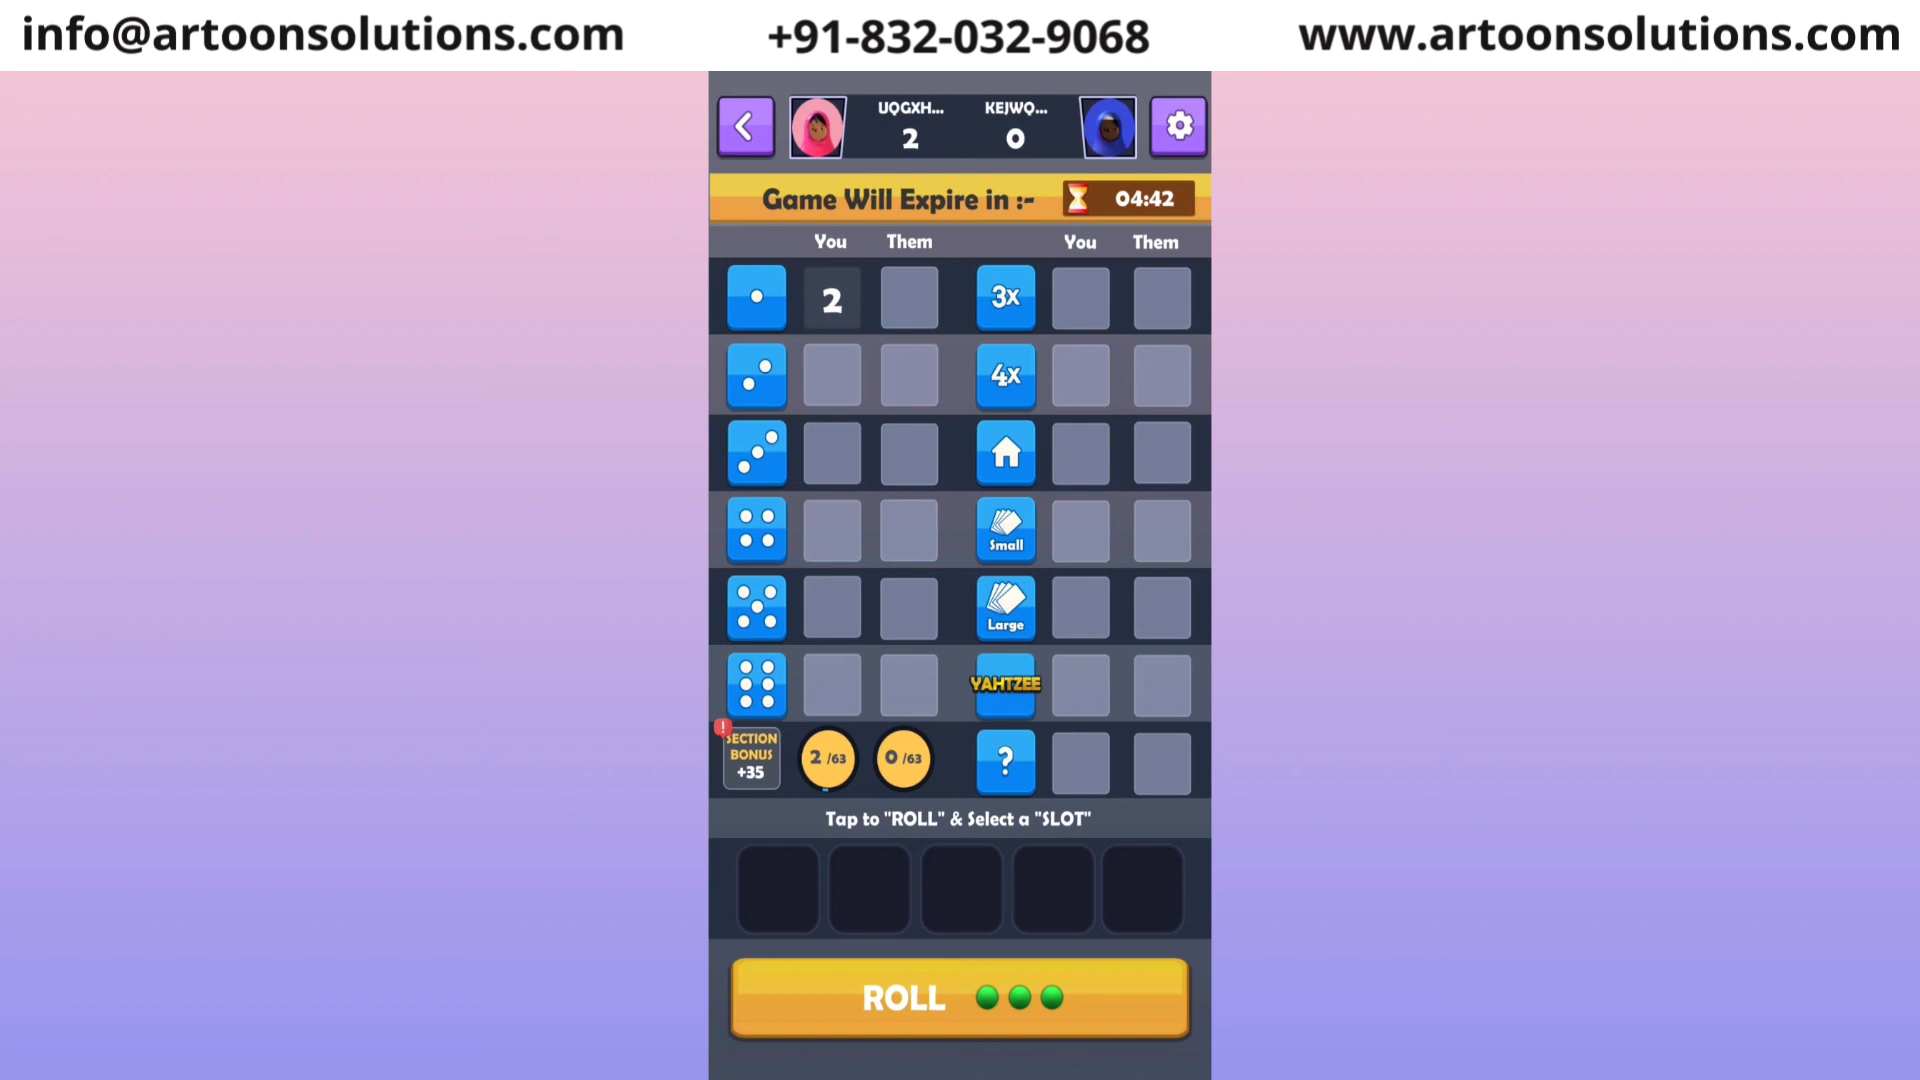 info@artoonsolutions.com +91-832-032-9068 www.artoonsolutions.com
UQGXH... KEJWQ...
2 0
Game Will Expire in :- 04:42
You Them You Them
2 3x
4x
Small
Large
YAHTZEE
SECTION
BONUS
+35
2 /63 0 /63 ?
!
Tap to "ROLL" & Select a "SLOT"
ROLL